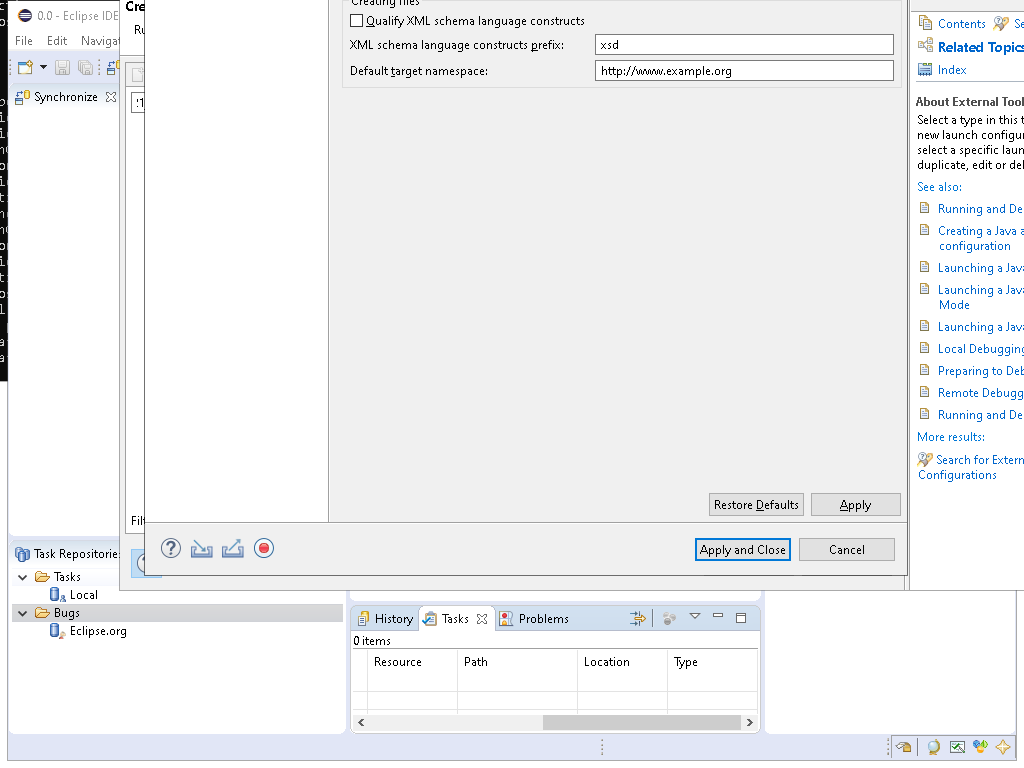 0.0 - Eclipse IDE
File Edit Navigat
Synchronize
Cre
Ru
Creating files
Qualify XML schema language constructs
XML schema language constructs prefix:
xsd
Default target namespace:
http://www.example.org
Restore Defaults
Apply
Apply and Close
Cancel
Filt
Contents
Se
Related Topics
Index
About External Tool
Select a type in this t
new launch configur
select a specific laun
duplicate, edit or del
See also:
Running and De
Creating a Java a
configuration
Launching a Java
Launching a Java
Mode
Launching a Java
Local Debugging
Preparing to Deb
Remote Debugg
Running and De
More results:
Search for Extern
Configurations
Task Repositories
Tasks
Local
Bugs
Eclipse.org
History
Tasks
Problems
0 items
Resource Path Location Type